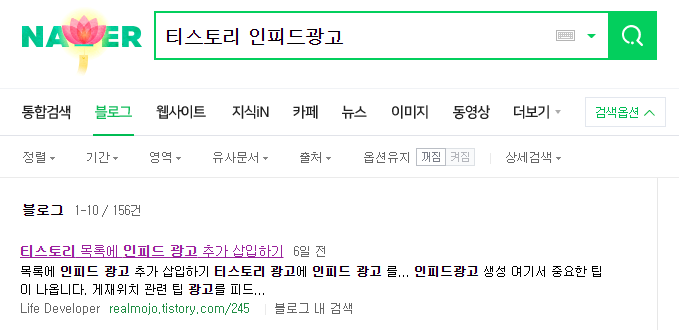 NAVER
티스토리 인피드광고
통합검색 블로그 웹사이트 지식iN 카페 뉴스 이미지 동영상 더보기 검색옵션
정렬 기간 영역 유사문서 출처 옵션유지 꺼짐 켜짐 상세검색
블로그 1-10 / 156건
티스토리 목록에 인피드 광고 추가 삽입하기 6일 전
목록에 인피드 광고 추가 삽입하기 티스토리 광고에 인피드 광고 를... 인피드광고 생성 여기서 중요한 팁
이 나옵니다. 게재위치 관련 팁 광고를 피드...
Life Developer realmojo.tistory.com/245 블로그 내 검색